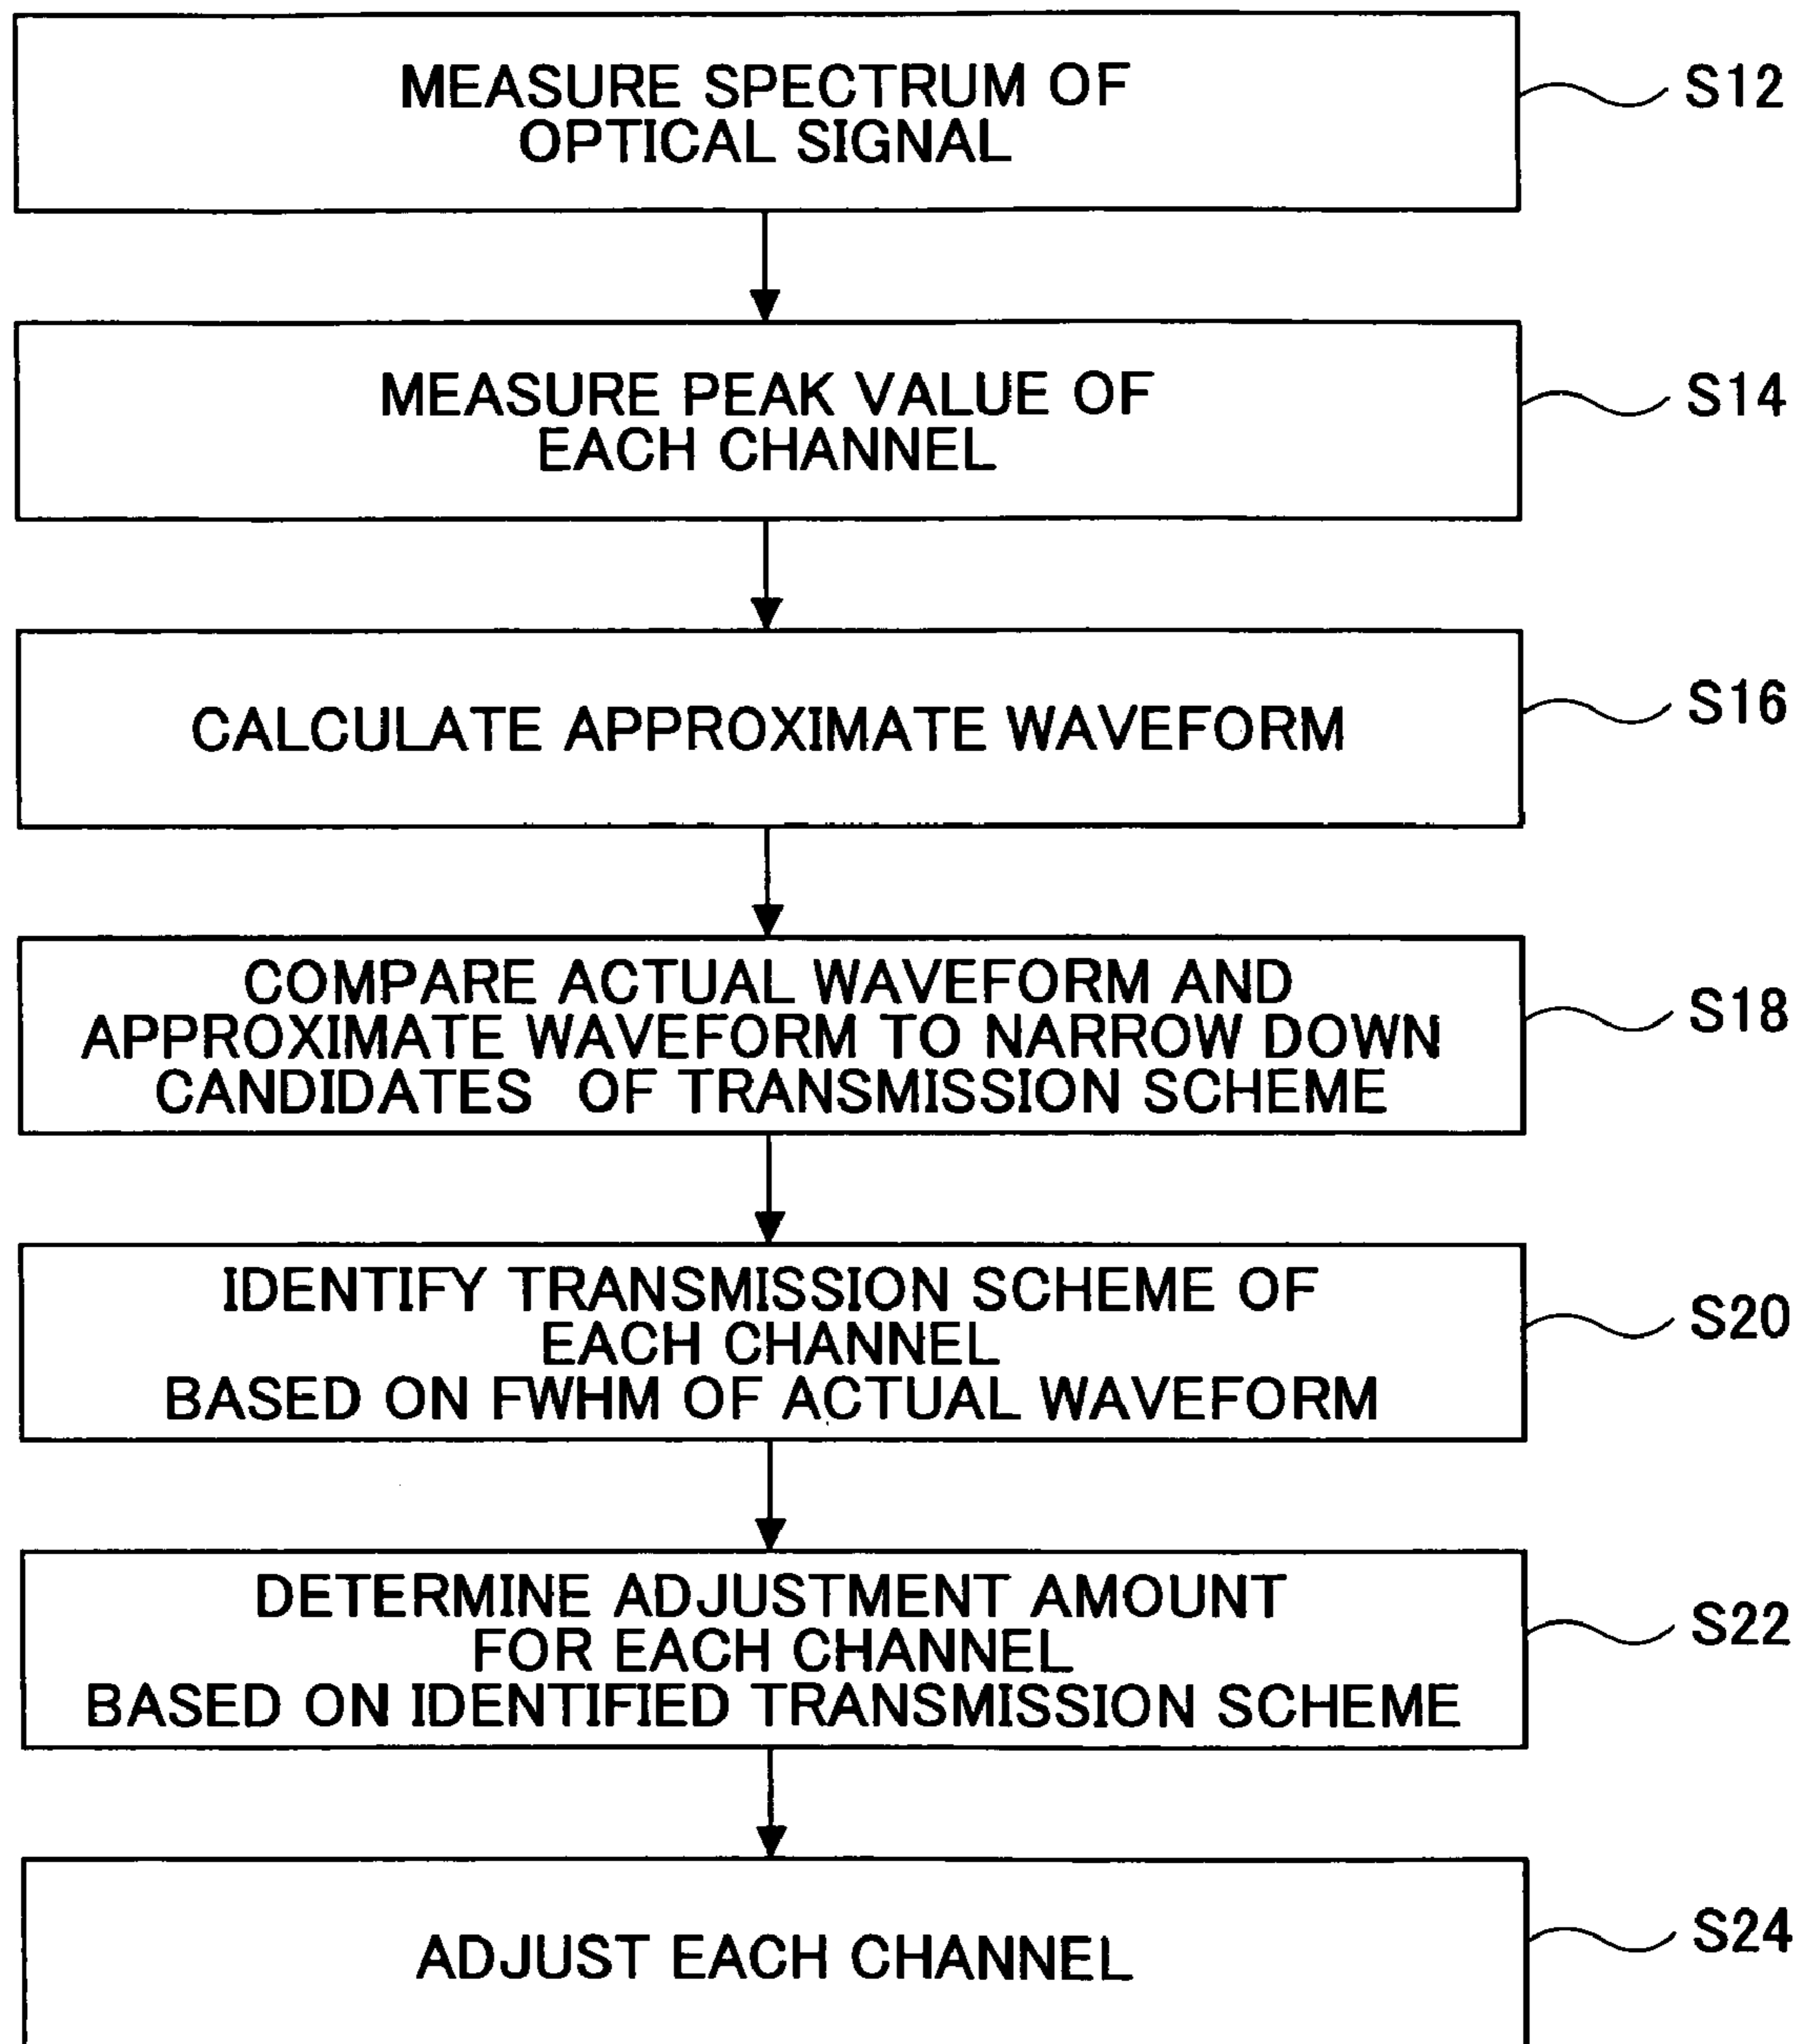 MEASURE SPECTRUM OF
OPTICAL SIGNAL
S12
MEASURE PEAK VALUE OF
EACH CHANNEL
S14
CALCULATE APPROXIMATE WAVEFORM
S16
COMPARE ACTUAL WAVEFORM AND
APPROXIMATE WAVEFORM TO NARROW DOWN
CANDIDATES OF TRANSMISSION SCHEME
S18
IDENTIFY TRANSMISSION SCHEME OF
EACH CHANNEL
BASED ON FWHM OF ACTUAL WAVEFORM
S20
DETERMINE ADJUSTMENT AMOUNT
FOR EACH CHANNEL
BASED ON IDENTIFIED TRANSMISSION SCHEME
S22
ADJUST EACH CHANNEL
S24